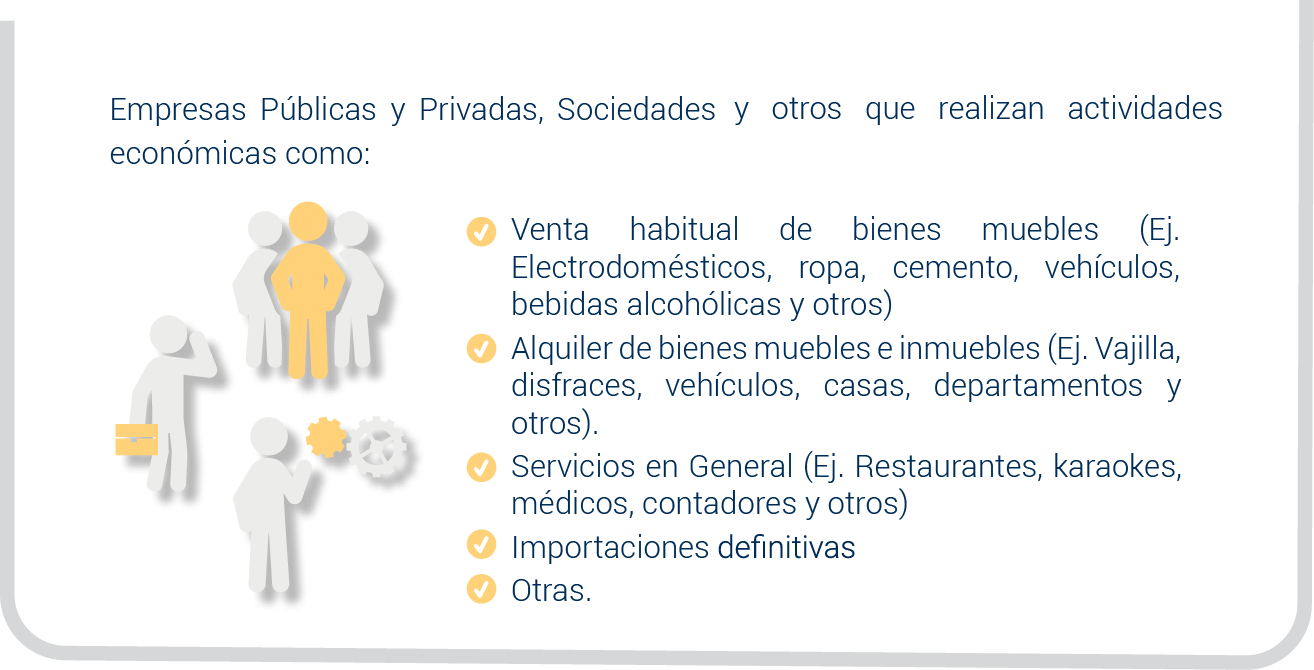 Empresas Públicas y Privadas, Sociedades y otros que realizan actividades
económicas como:
Venta habitual de bienes muebles (Ej.
Electrodomésticos, ropa, cemento, vehículos,
bebidas alcohólicas y otros)
Alquiler de bienes muebles e inmuebles (Ej. Vajilla,
disfraces, vehículos, casas, departamentos y
otros).
Servicios en General (Ej. Restaurantes, karaokes,
médicos, contadores y otros)
Importaciones definitivas
Otras.